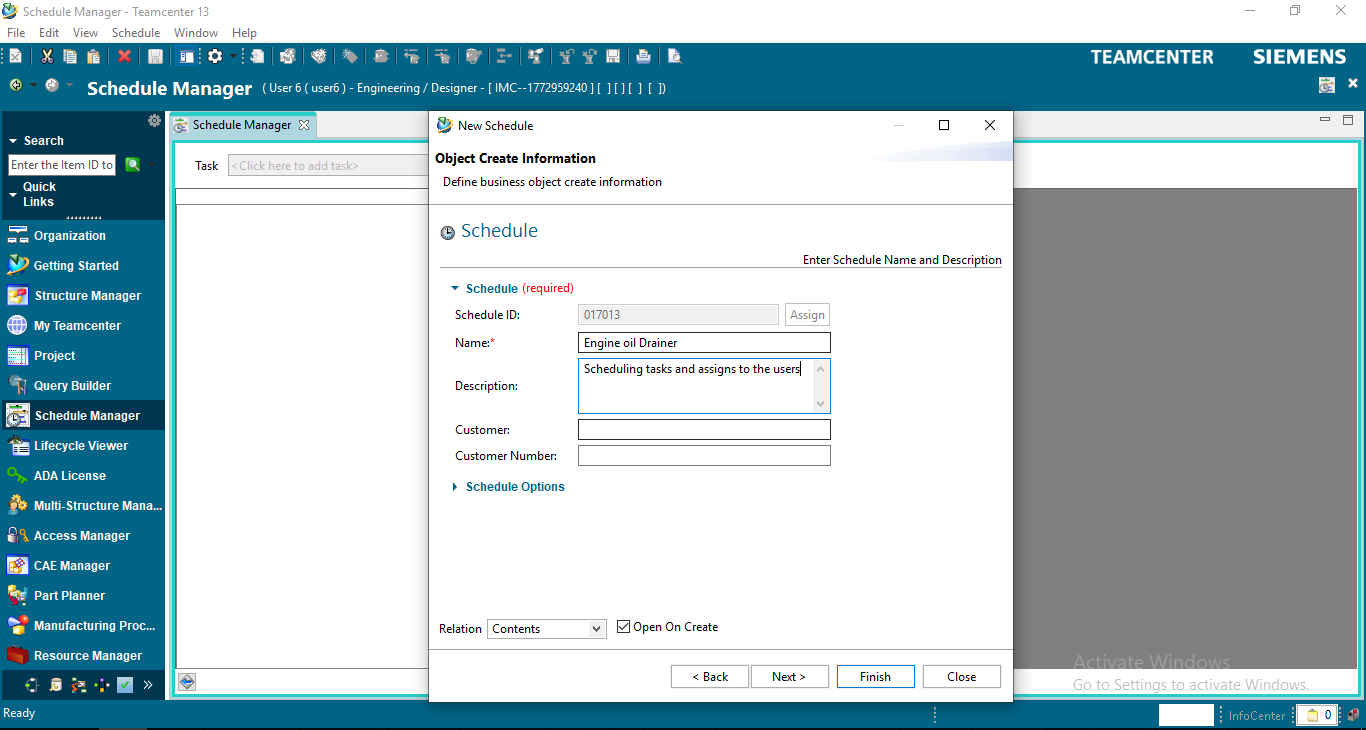 Schedule Manager - Teamcenter 13
File Edit View Schedule Window Help
TEAMCENTER SIEMENS
Schedule Manager ( User 6 ( user6 ) - Engineering / Designer - [ IMC--1772959240 ] [ ] [ ] [ ] [ ])
Search
Enter the Item ID to
Quick
Links
Organization
Getting Started
Structure Manager
My Teamcenter
Project
Query Builder
Schedule Manager
Lifecycle Viewer
ADA License
Multi-Structure Mana...
Access Manager
CAE Manager
Part Planner
Manufacturing Proc...
Resource Manager
»
Schedule Manager
Task <Click here to add task>
New Schedule
Object Create Information
Define business object create information
Schedule
Enter Schedule Name and Description
Schedule (required)
Schedule ID: 017013 Assign
Name:* Engine oil Drainer
Description: Scheduling tasks and assigns to the users
Customer:
Customer Number:
Schedule Options
Relation Contents Open On Create
< Back Next > Finish Close
Activate Windows
Go to Settings to activate Windows.
Ready
InfoCenter 0